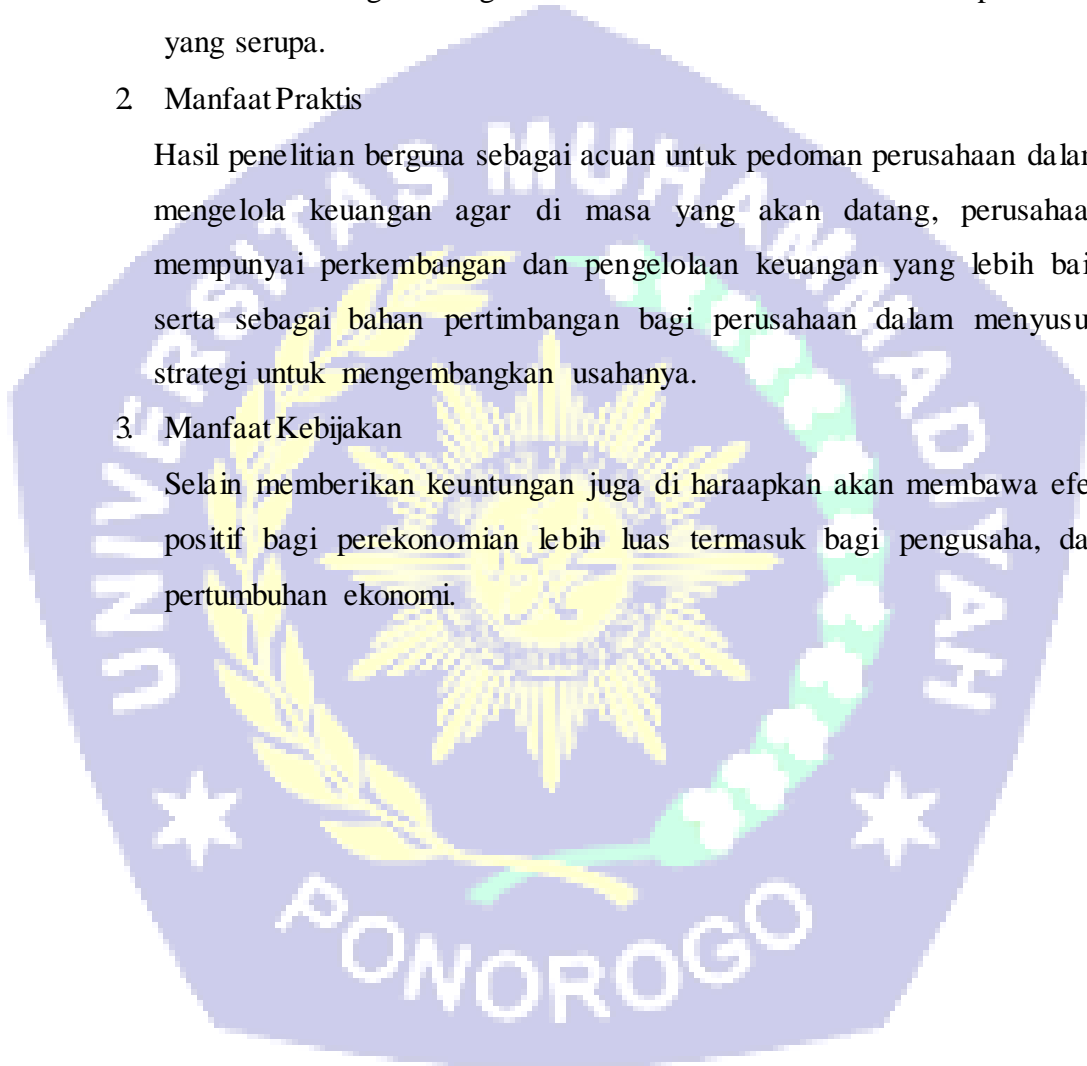 yang serupa.
2. Manfaat Praktis
Hasil penelitian berguna sebagai acuan untuk pedoman perusahaan dalam
mengelola keuangan agar di masa yang akan datang, perusahaa
mempunyai perkembangan dan pengelolaan keuangan yang lebih bai
serta sebagai bahan pertimbangan bagi perusahaan dalam menyusu
strategi untuk mengembangkan usahanya.
3. Manfaat Kebijakan
Selain memberikan keuntungan juga di haraapkan akan membawa efe
positif bagi perekonomian lebih luas termasuk bagi pengusaha, da
pertumbuhan ekonomi.
UNIVERSITAS MUHAMMADIYAH
PONOROGO